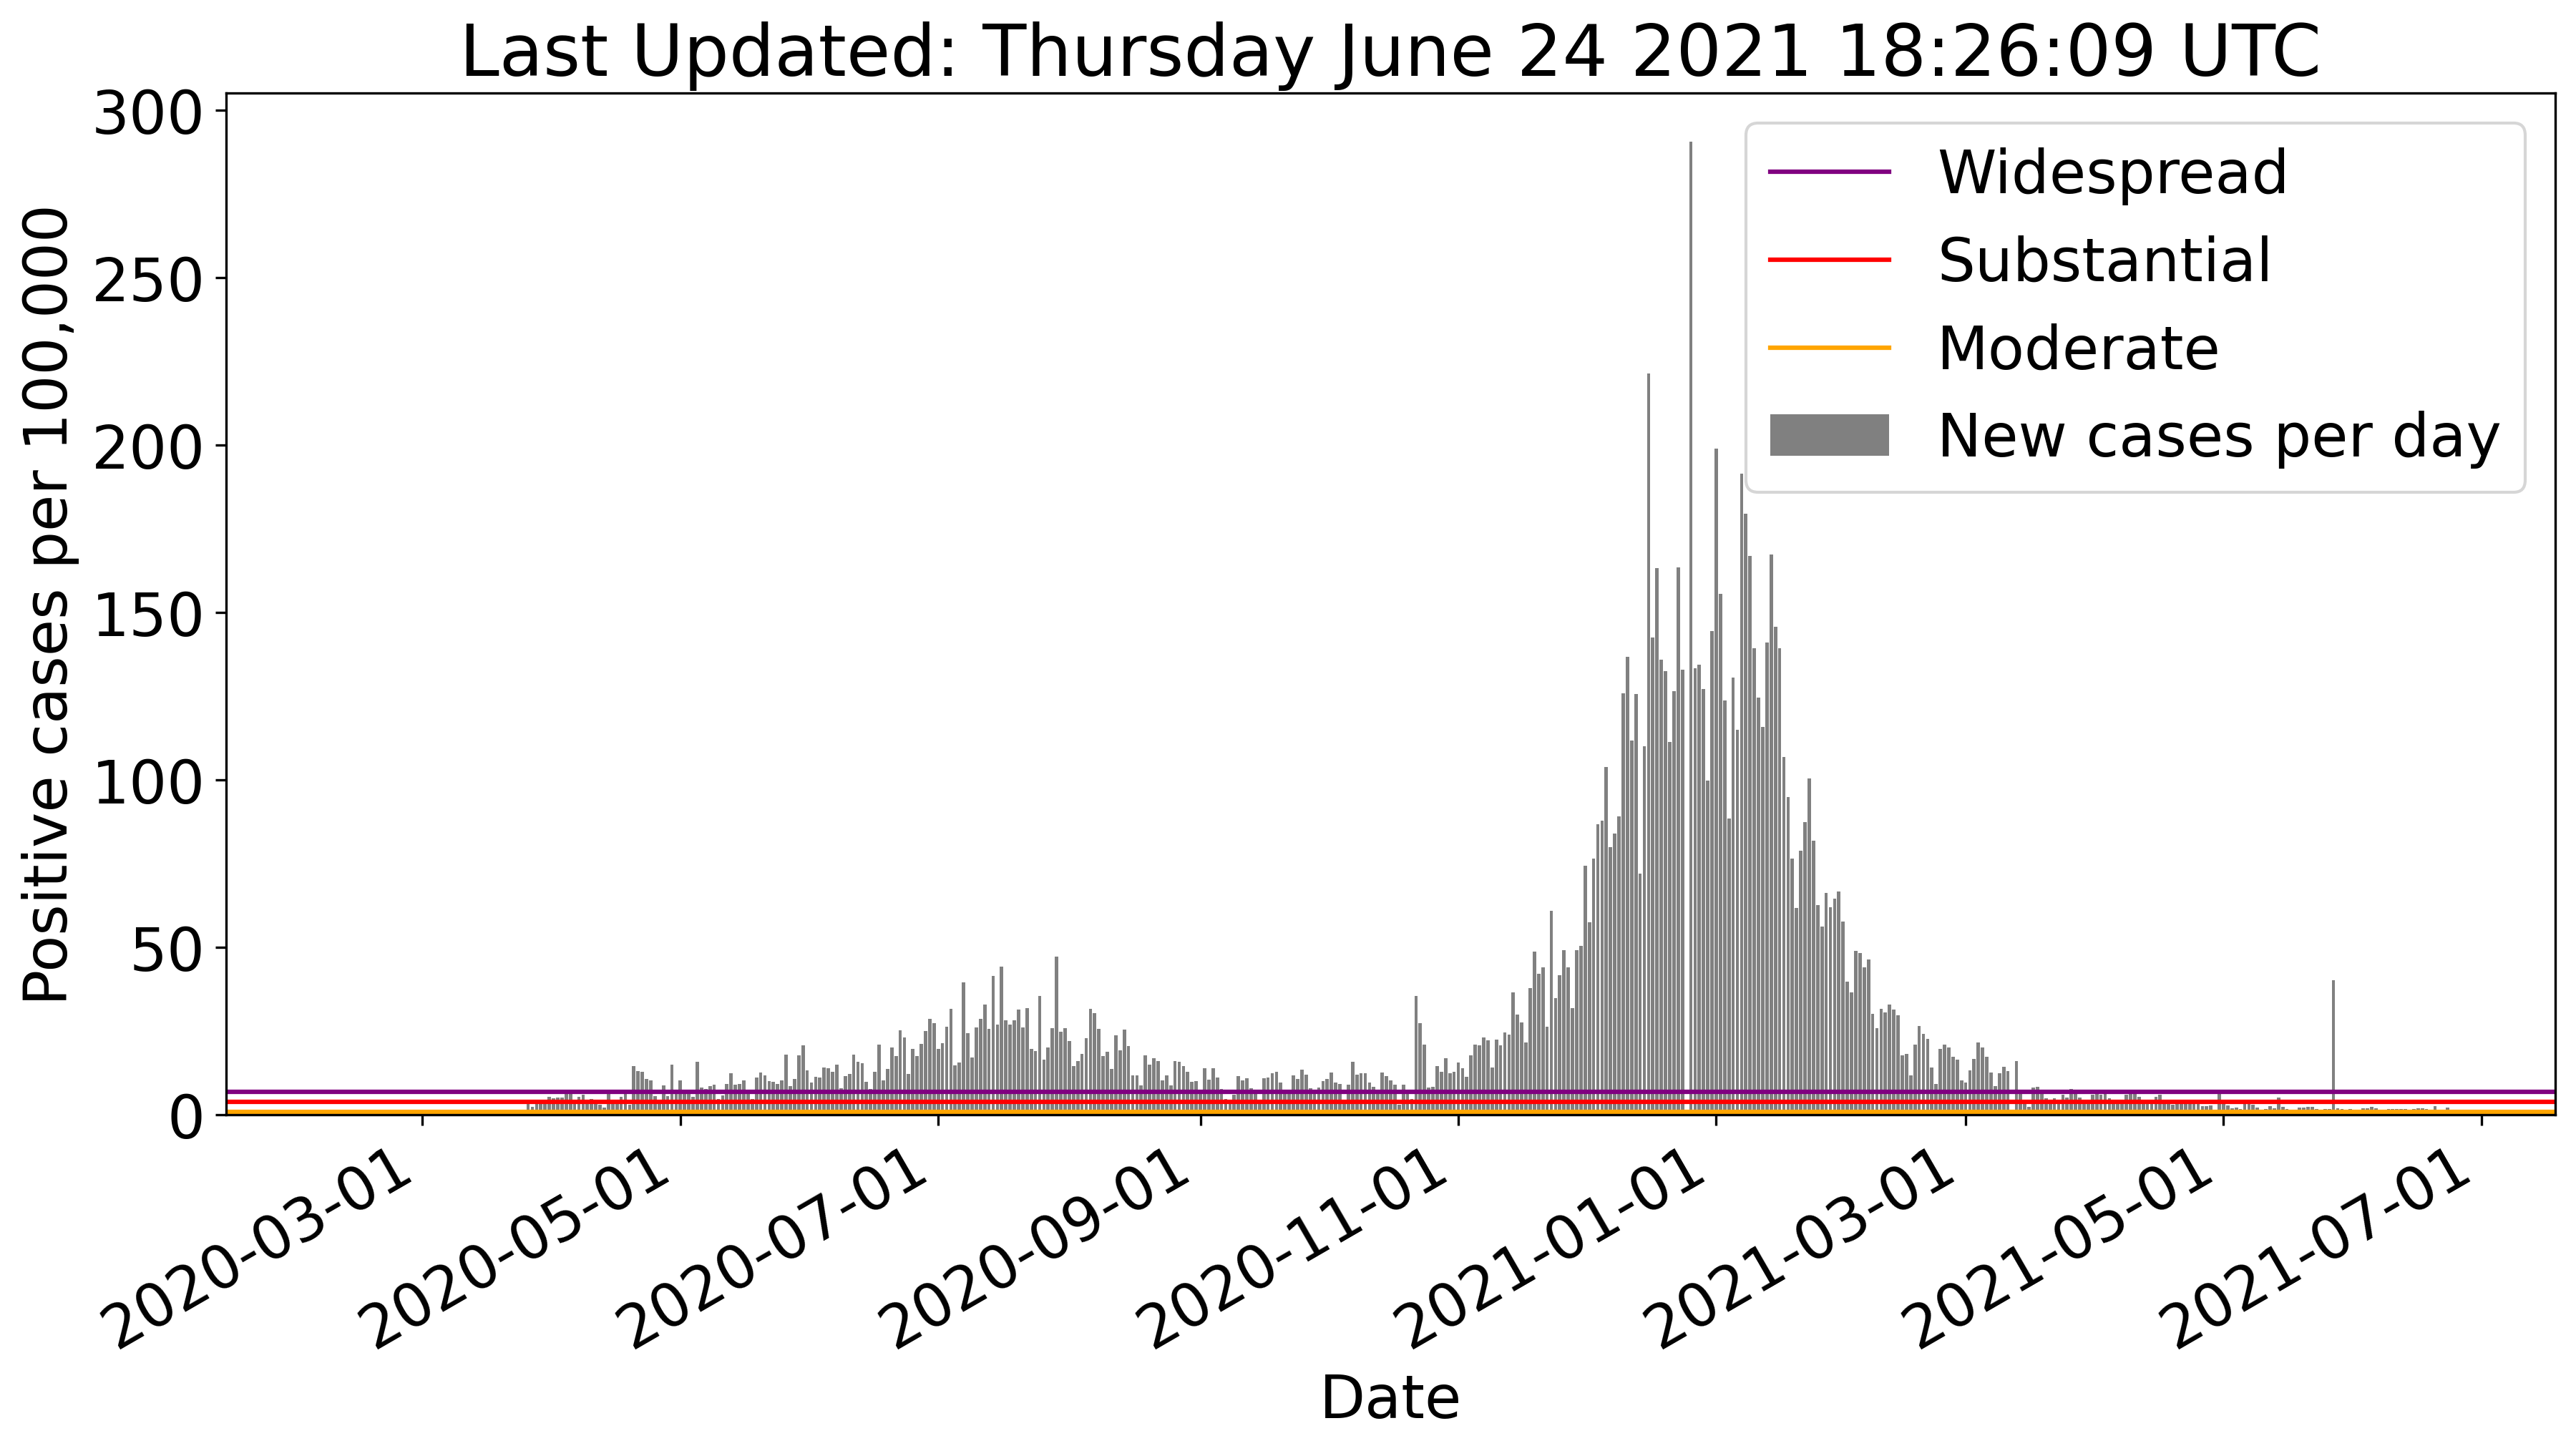 Last Updated: Thursday June 24 2021 18:26:09 UTC
300
250
200
150
100
50
0
Positive cases per 100,000
Widespread
Substantial
Moderate
New cases per day
2020-03-01
2020-05-01
2020-07-01
2020-09-01
2020-11-01
2021-01-01
2021-03-01
2021-05-01
2021-07-01
Date